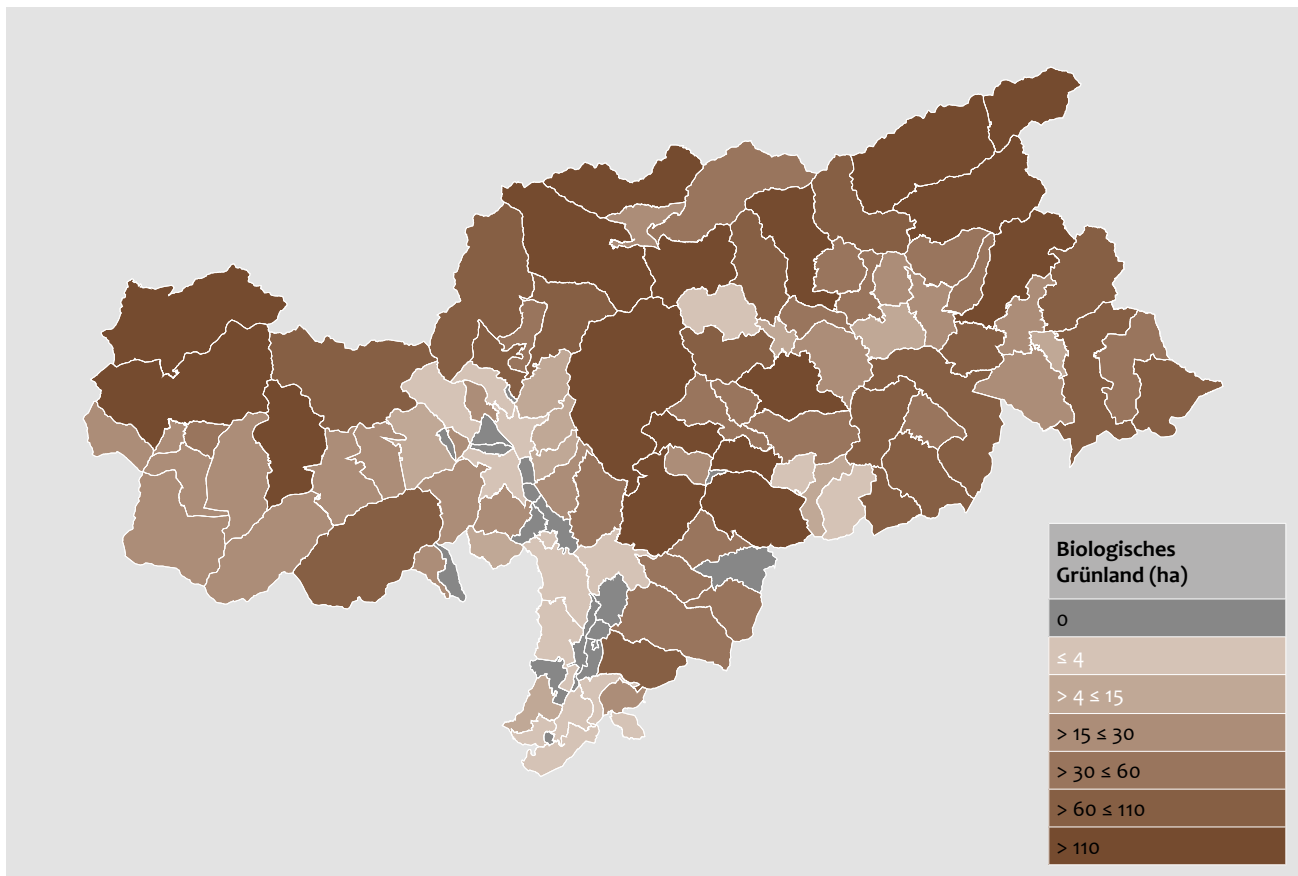 Biologisches
Grünland (ha)
0
≤ 4
> 4 ≤ 15
> 15 ≤ 30
> 30 ≤ 60
> 60 ≤ 110
> 110